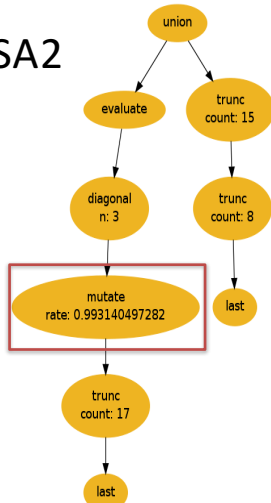 SA2
union
evaluate
trunc
count: 15
diagonal
n: 3
trunc
count: 8
mutate
rate: 0.993140497282
last
trunc
count: 17
last